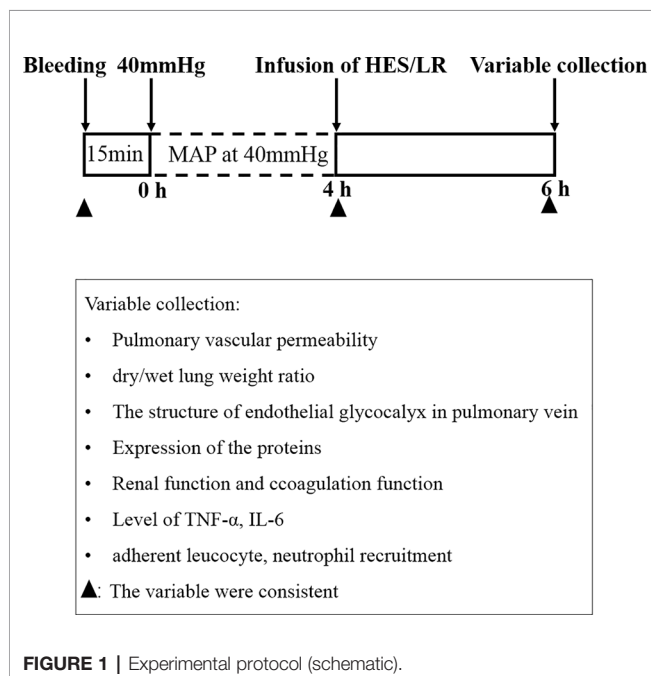 Bleeding 40mmHg Infusion of HES/LR Variable collection
15min MAP at 40mmHg
0 h 4 h 6 h
▲ ▲ ▲
Variable collection:
• Pulmonary vascular permeability
• dry/wet lung weight ratio
• The structure of endothelial glycocalyx in pulmonary vein
• Expression of the proteins
• Renal function and ccoagulation function
• Level of TNF-α, IL-6
• adherent leucocyte, neutrophil recruitment
▲: The variable were consistent
FIGURE 1 | Experimental protocol (schematic).